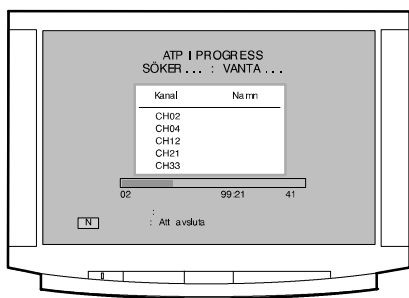 ATP I PROGRESS
SÖKER... : VANTA...
Kanal Namn
CH02
CH04
CH12
CH21
CH33
02 99:21 41
:
N : Att avsluta